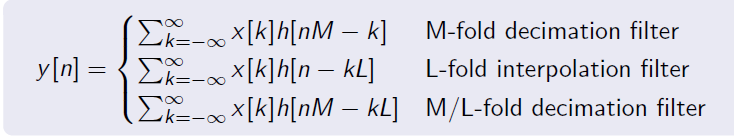 ∑_{k=−∞}^{∞} x[k]h[nM − k] M-fold decimation filter
y[n] = { ∑_{k=−∞}^{∞} x[k]h[n − kL] L-fold interpolation filter
∑_{k=−∞}^{∞} x[k]h[nM − kL] M/L-fold decimation filter